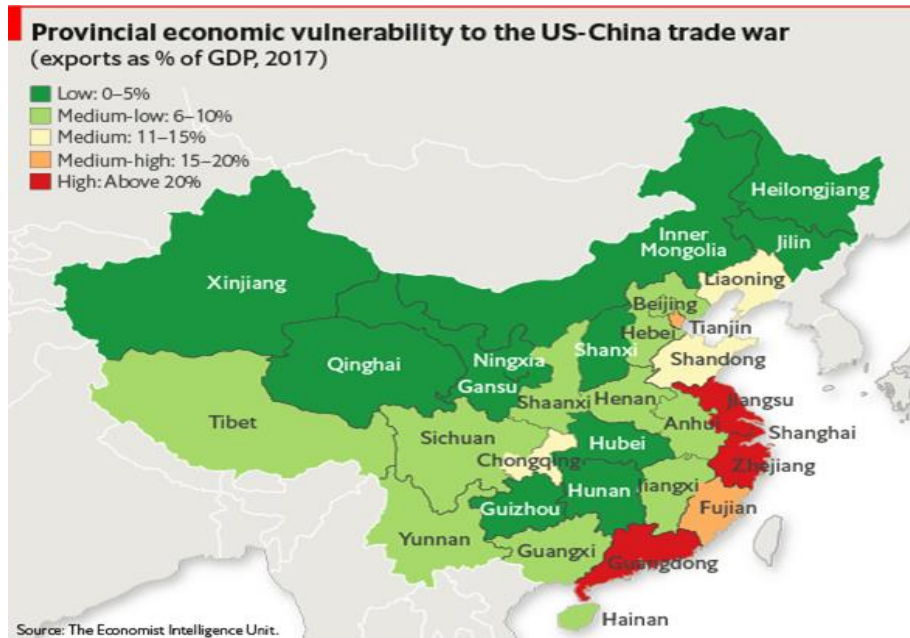 Provincial economic vulnerability to the US-China trade war
(exports as % of GDP, 2017)
Low: 0–5%
Medium-low: 6–10%
Medium: 11–15%
Medium-high: 15–20%
High: Above 20%
Heilongjiang
Inner
Mongolia
Jilin
Xinjiang
Liaoning
Beijing
Tianjin
Hebei
Ningxia
Shanxi
Shandong
Qinghai
Gansu
Shaanxi
Henan
Jiangsu
Tibet
Anhui
Shanghai
Sichuan
Hubei
Chongqing
Zhejiang
Hunan
Jiangxi
Guizhou
Fujian
Yunnan
Guangxi
Guangdong
Hainan
Source: The Economist Intelligence Unit.